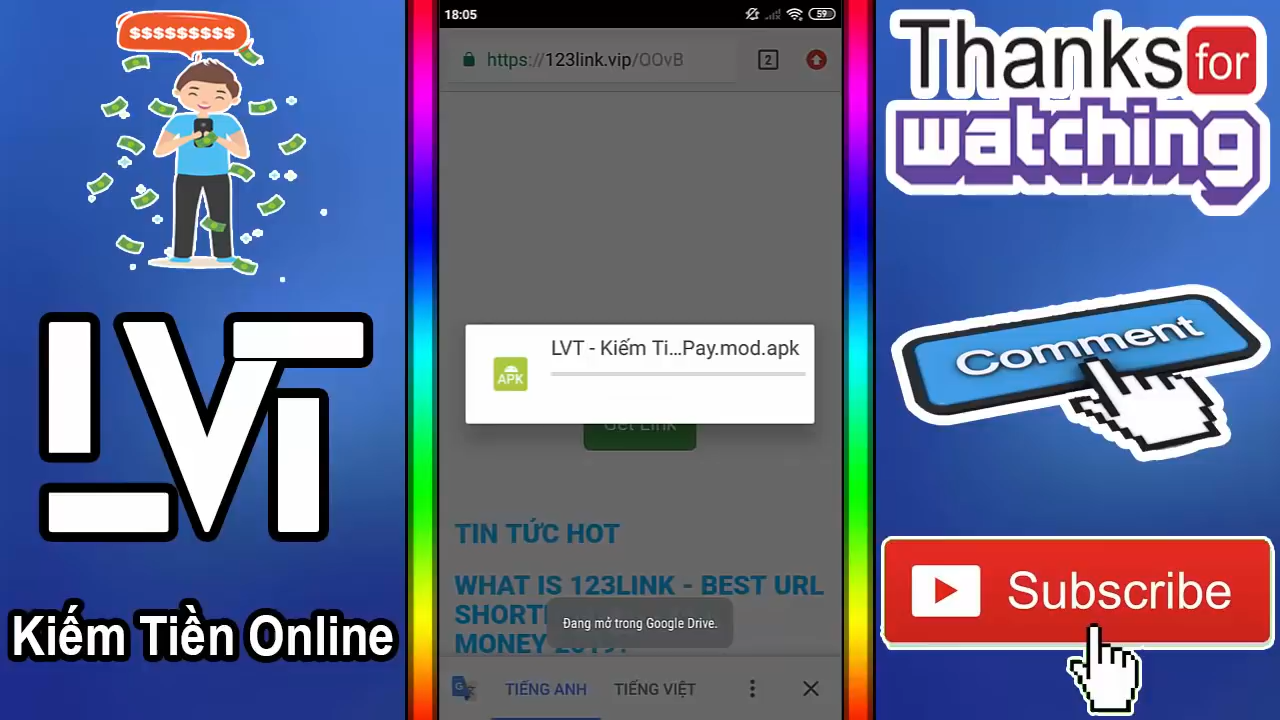 $$$$$$$$$
LVT
Kiếm Tiền Online
18:05
59
https://123link.vip/OOvB
2
LVT - Kiếm Ti...Pay.mod.apk
APK
Get Link
TIN TỨC HOT
WHAT IS 123LINK - BEST URL
SHORT
MONEY 2019?
Đang mở trong Google Drive.
TIẾNG ANH
TIẾNG VIỆT
Thanks for
watching
Comment
Subscribe